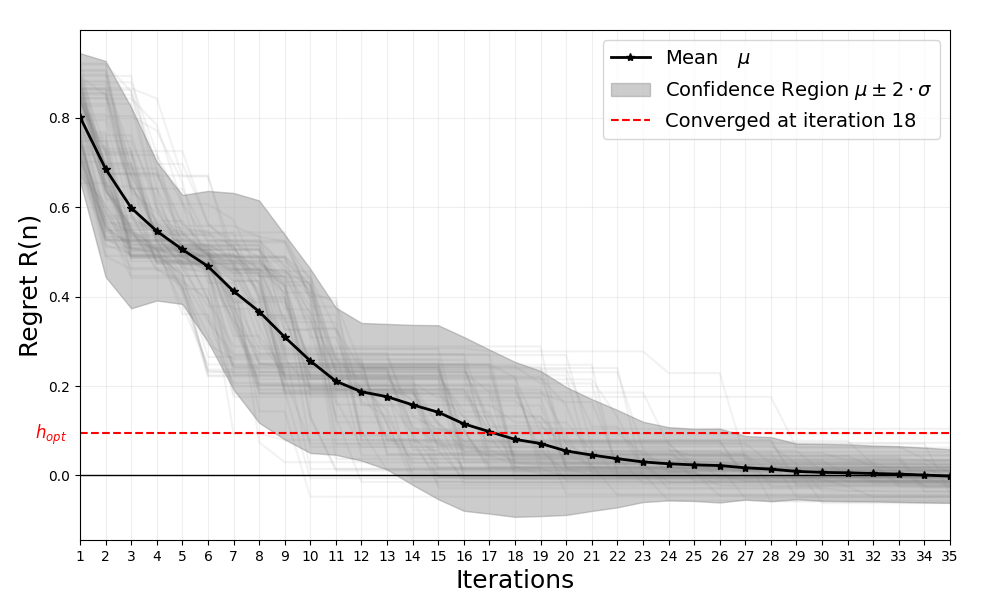 Mean μ
Confidence Region μ ± 2 · σ
Converged at iteration 18
Regret R(n)
0.8
0.6
0.4
0.2
h_opt
0.0
1 2 3 4 5 6 7 8 9 10 11 12 13 14 15 16 17 18 19 20 21 22 23 24 25 26 27 28 29 30 31 32 33 34 35
Iterations